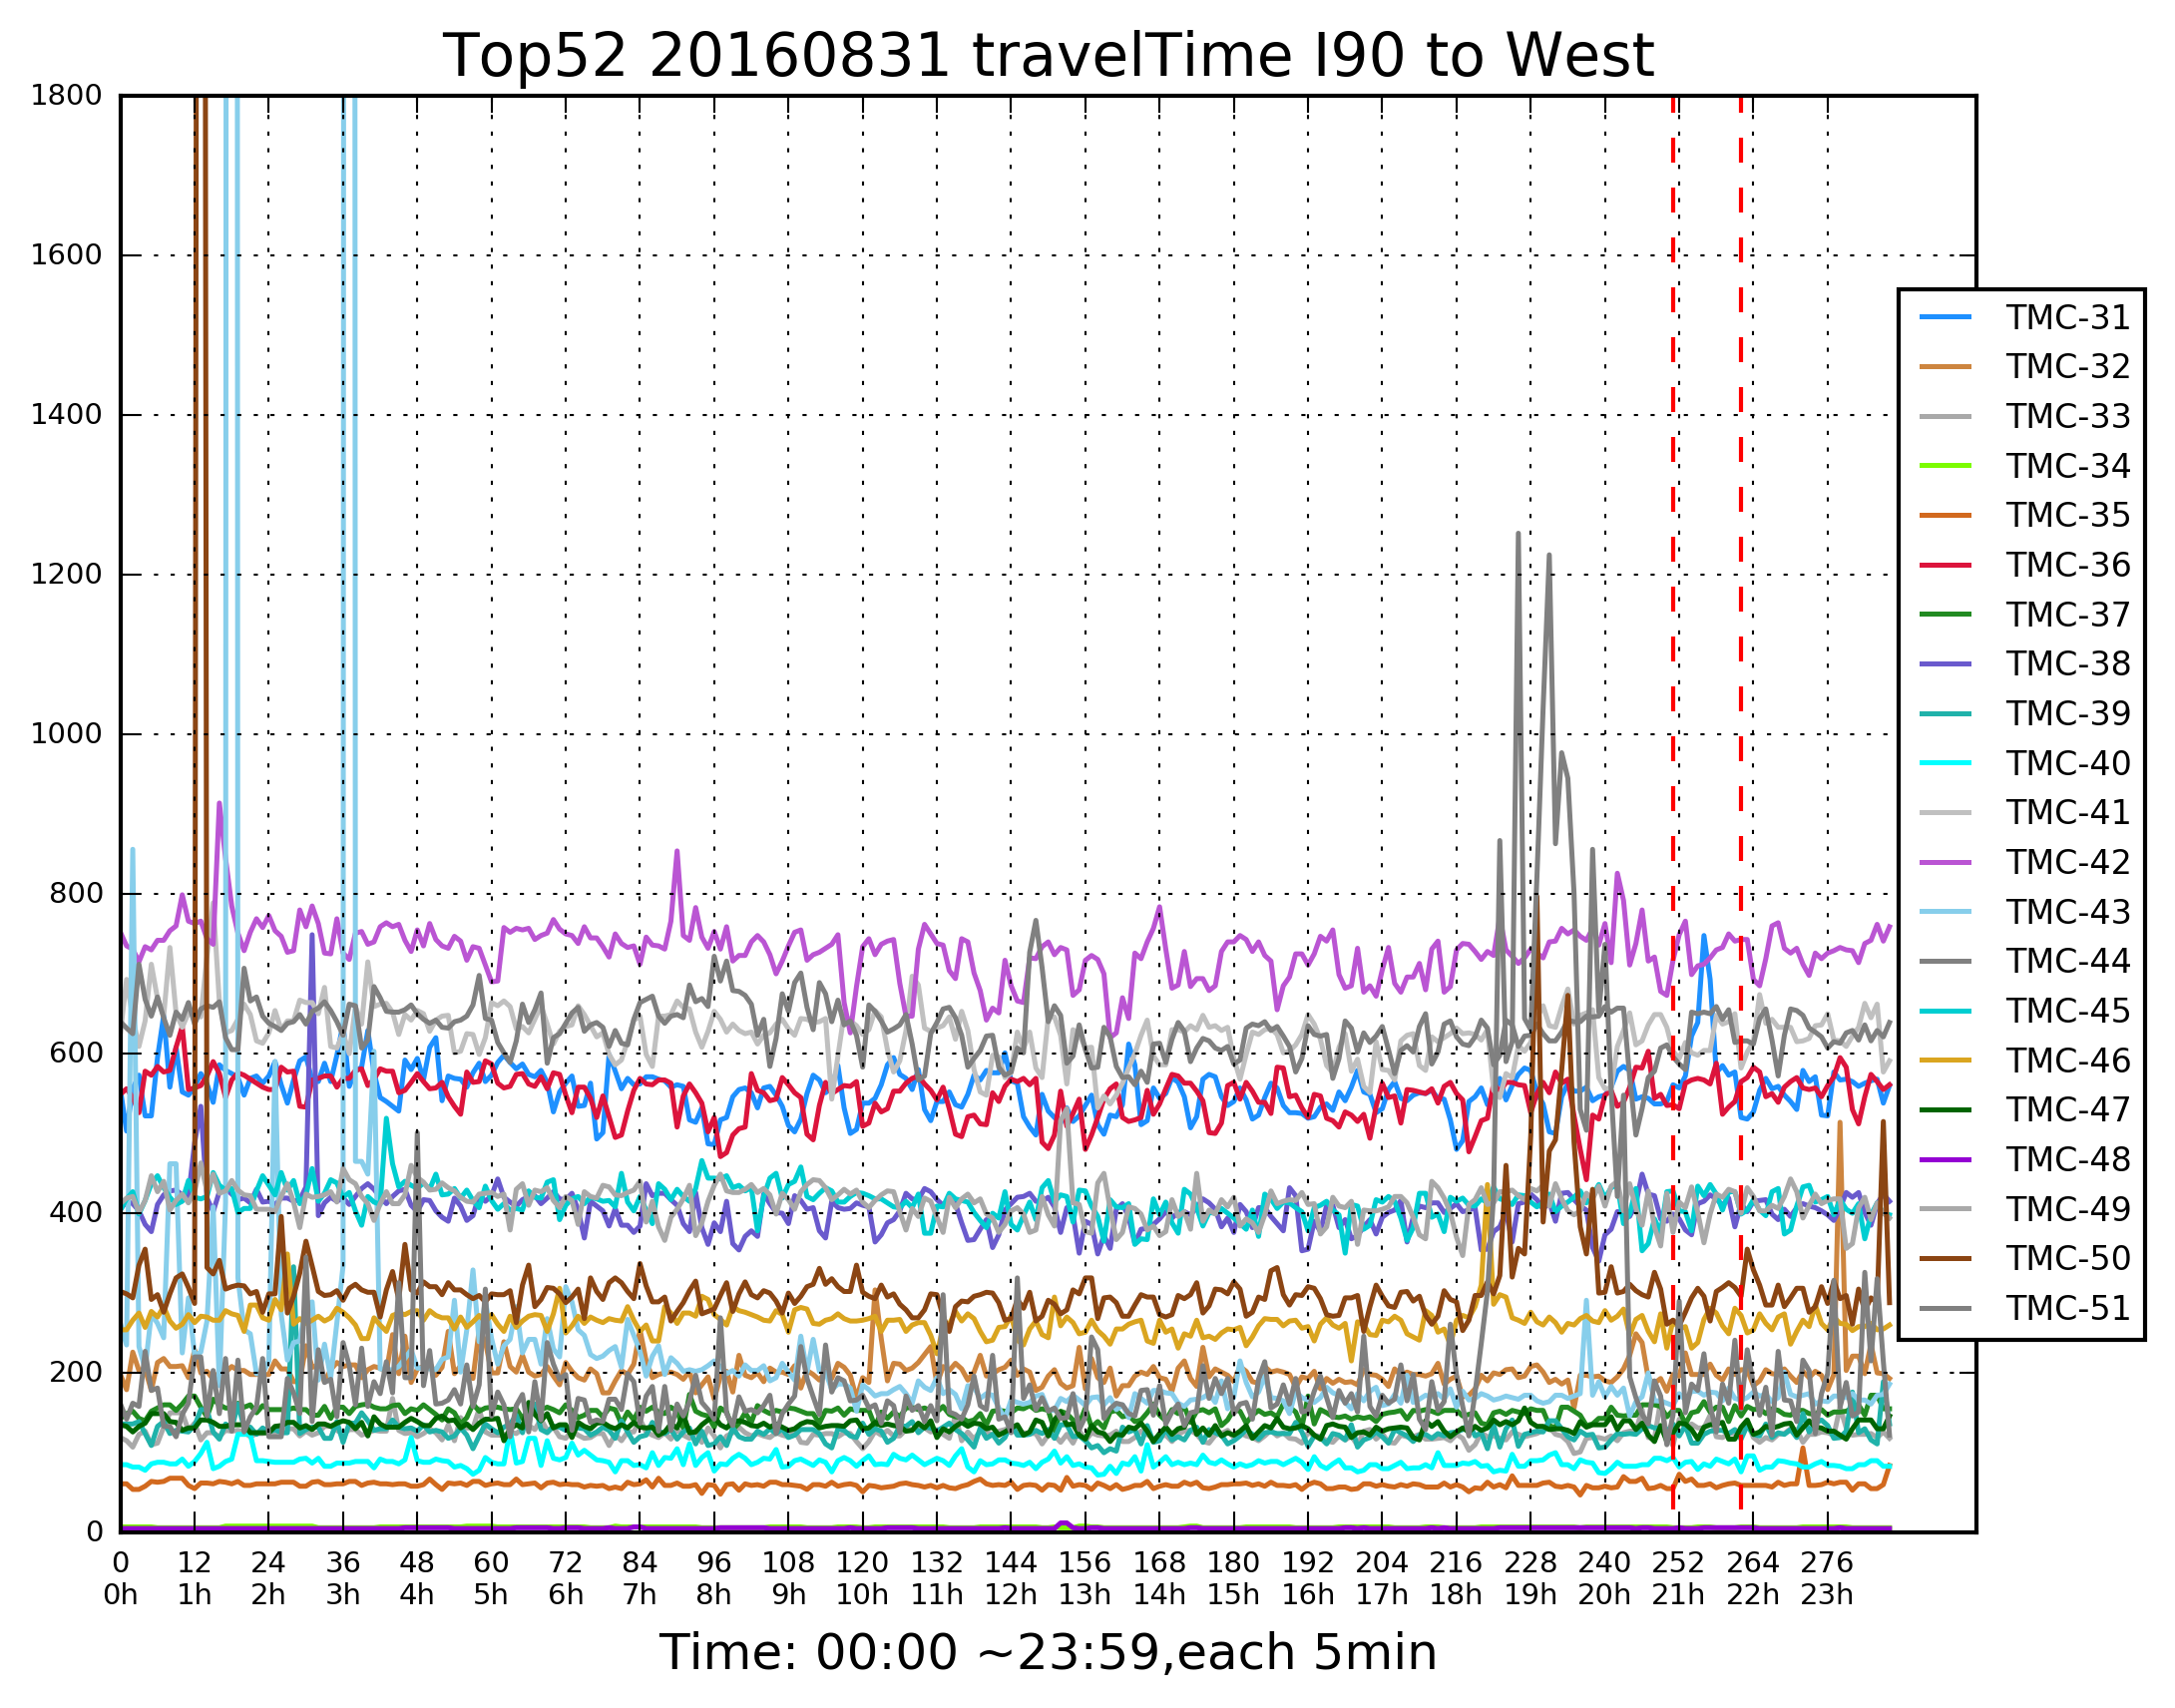 Top52 20160831 travelTime I90 to West
1800
1600
1400
1200
1000
800
600
400
200
0
0 12 24 36 48 60 72 84 96 108 120 132 144 156 168 180 192 204 216 228 240 252 264 276
0h 1h 2h 3h 4h 5h 6h 7h 8h 9h 10h 11h 12h 13h 14h 15h 16h 17h 18h 19h 20h 21h 22h 23h
Time: 00:00 ~23:59,each 5min
TMC-31
TMC-32
TMC-33
TMC-34
TMC-35
TMC-36
TMC-37
TMC-38
TMC-39
TMC-40
TMC-41
TMC-42
TMC-43
TMC-44
TMC-45
TMC-46
TMC-47
TMC-48
TMC-49
TMC-50
TMC-51